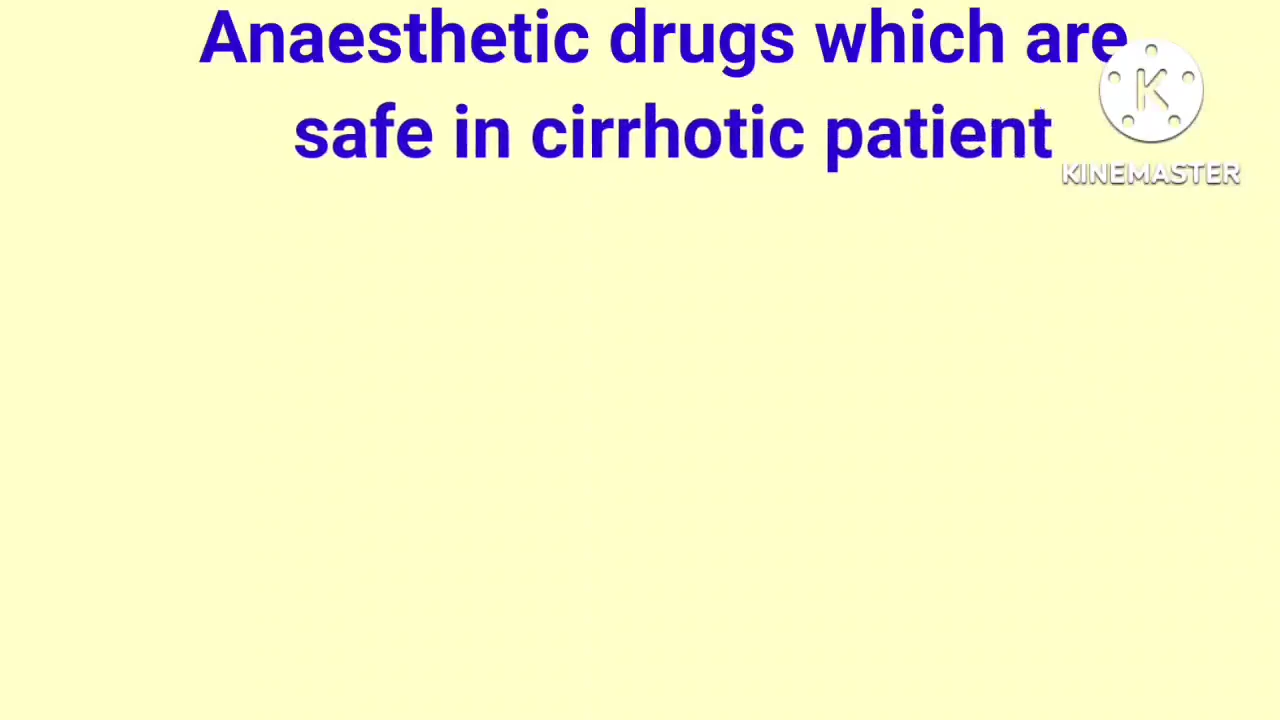 Anaesthetic drugs which are
safe in cirrhotic patient
K
KINEMASTER